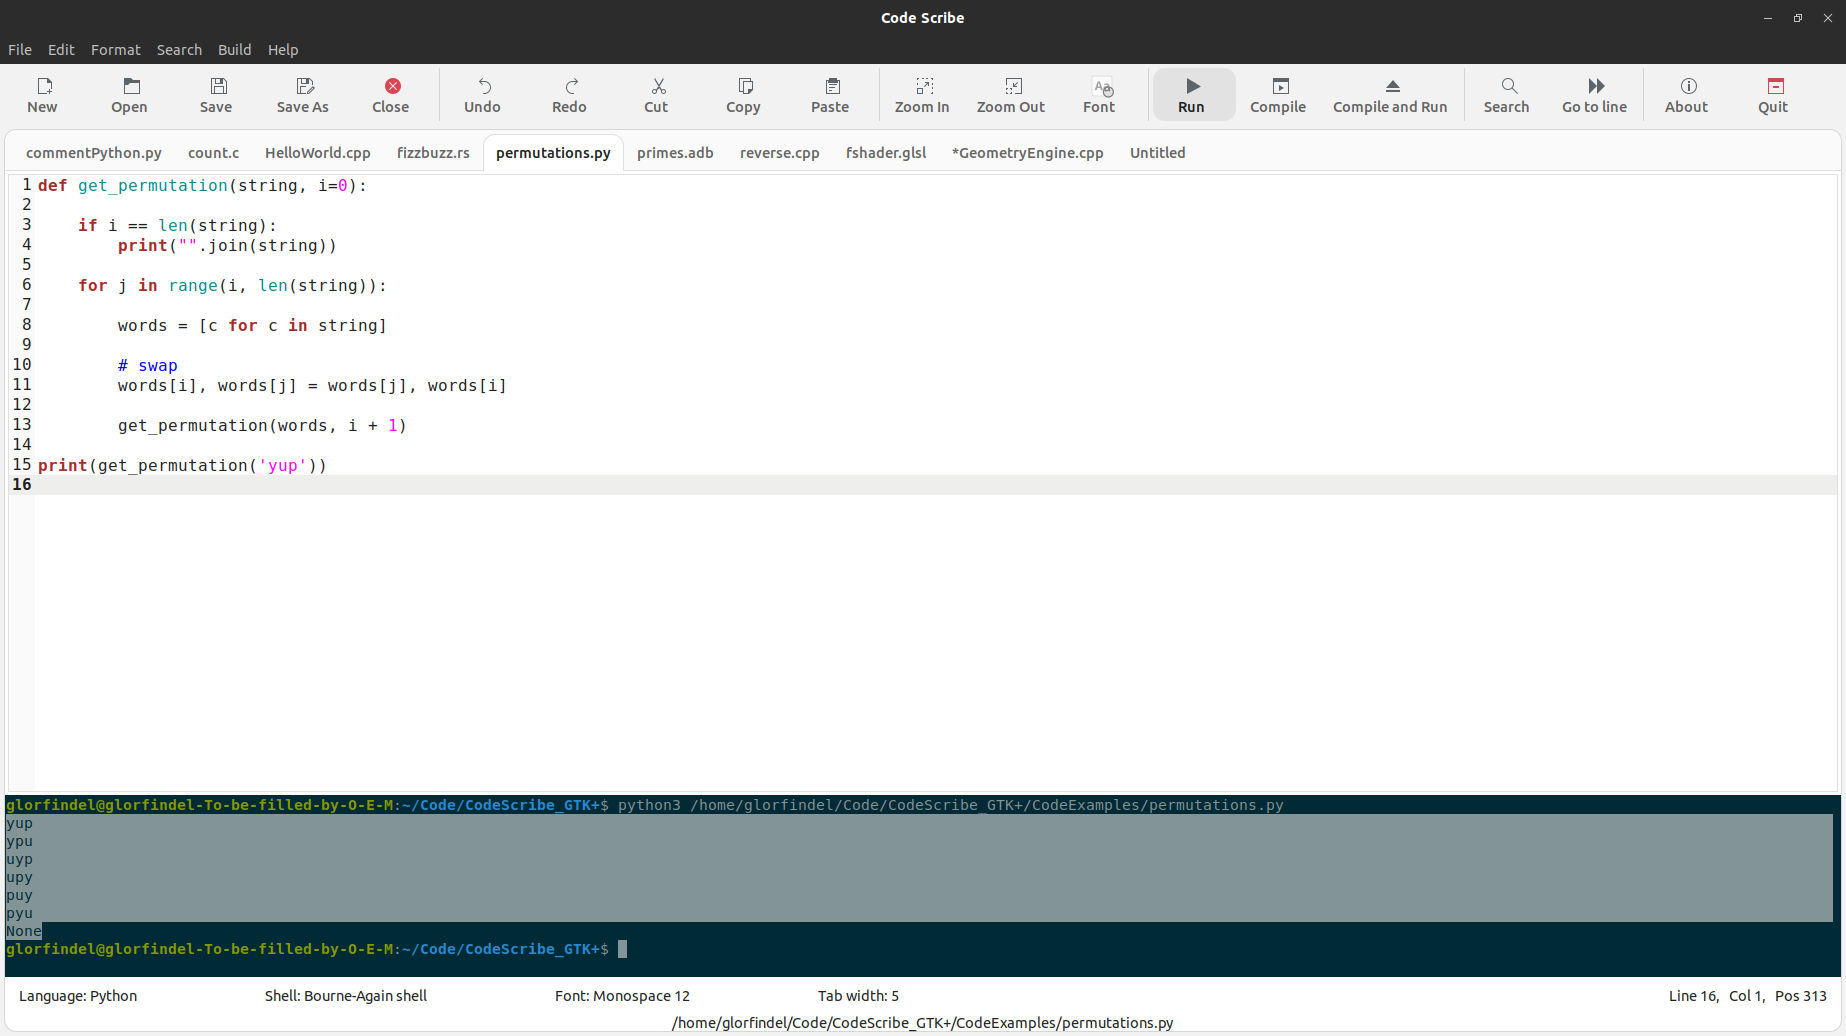 Code Scribe
File Edit Format Search Build Help
New Open Save Save As Close Undo Redo Cut Copy Paste Zoom In Zoom Out Font Run Compile Compile and Run Search Go to line About Quit
commentPython.py count.c HelloWorld.cpp fizzbuzz.rs permutations.py primes.adb reverse.cpp fshader.glsl *GeometryEngine.cpp Untitled
1 def get_permutation(string, i=0):
2
3     if i == len(string):
4         print("".join(string))
5
6     for j in range(i, len(string)):
7
8         words = [c for c in string]
9
10         # swap
11         words[i], words[j] = words[j], words[i]
12
13         get_permutation(words, i + 1)
14
15 print(get_permutation('yup'))
16
glorfindel@glorfindel-To-be-filled-by-O-E-M:~/Code/CodeScribe_GTK+$ python3 /home/glorfindel/Code/CodeScribe_GTK+/CodeExamples/permutations.py
yup
ypu
uyp
upy
puy
pyu
None
glorfindel@glorfindel-To-be-filled-by-O-E-M:~/Code/CodeScribe_GTK+$
Language: Python Shell: Bourne-Again shell Font: Monospace 12 Tab width: 5 Line 16, Col 1, Pos 313
/home/glorfindel/Code/CodeScribe_GTK+/CodeExamples/permutations.py